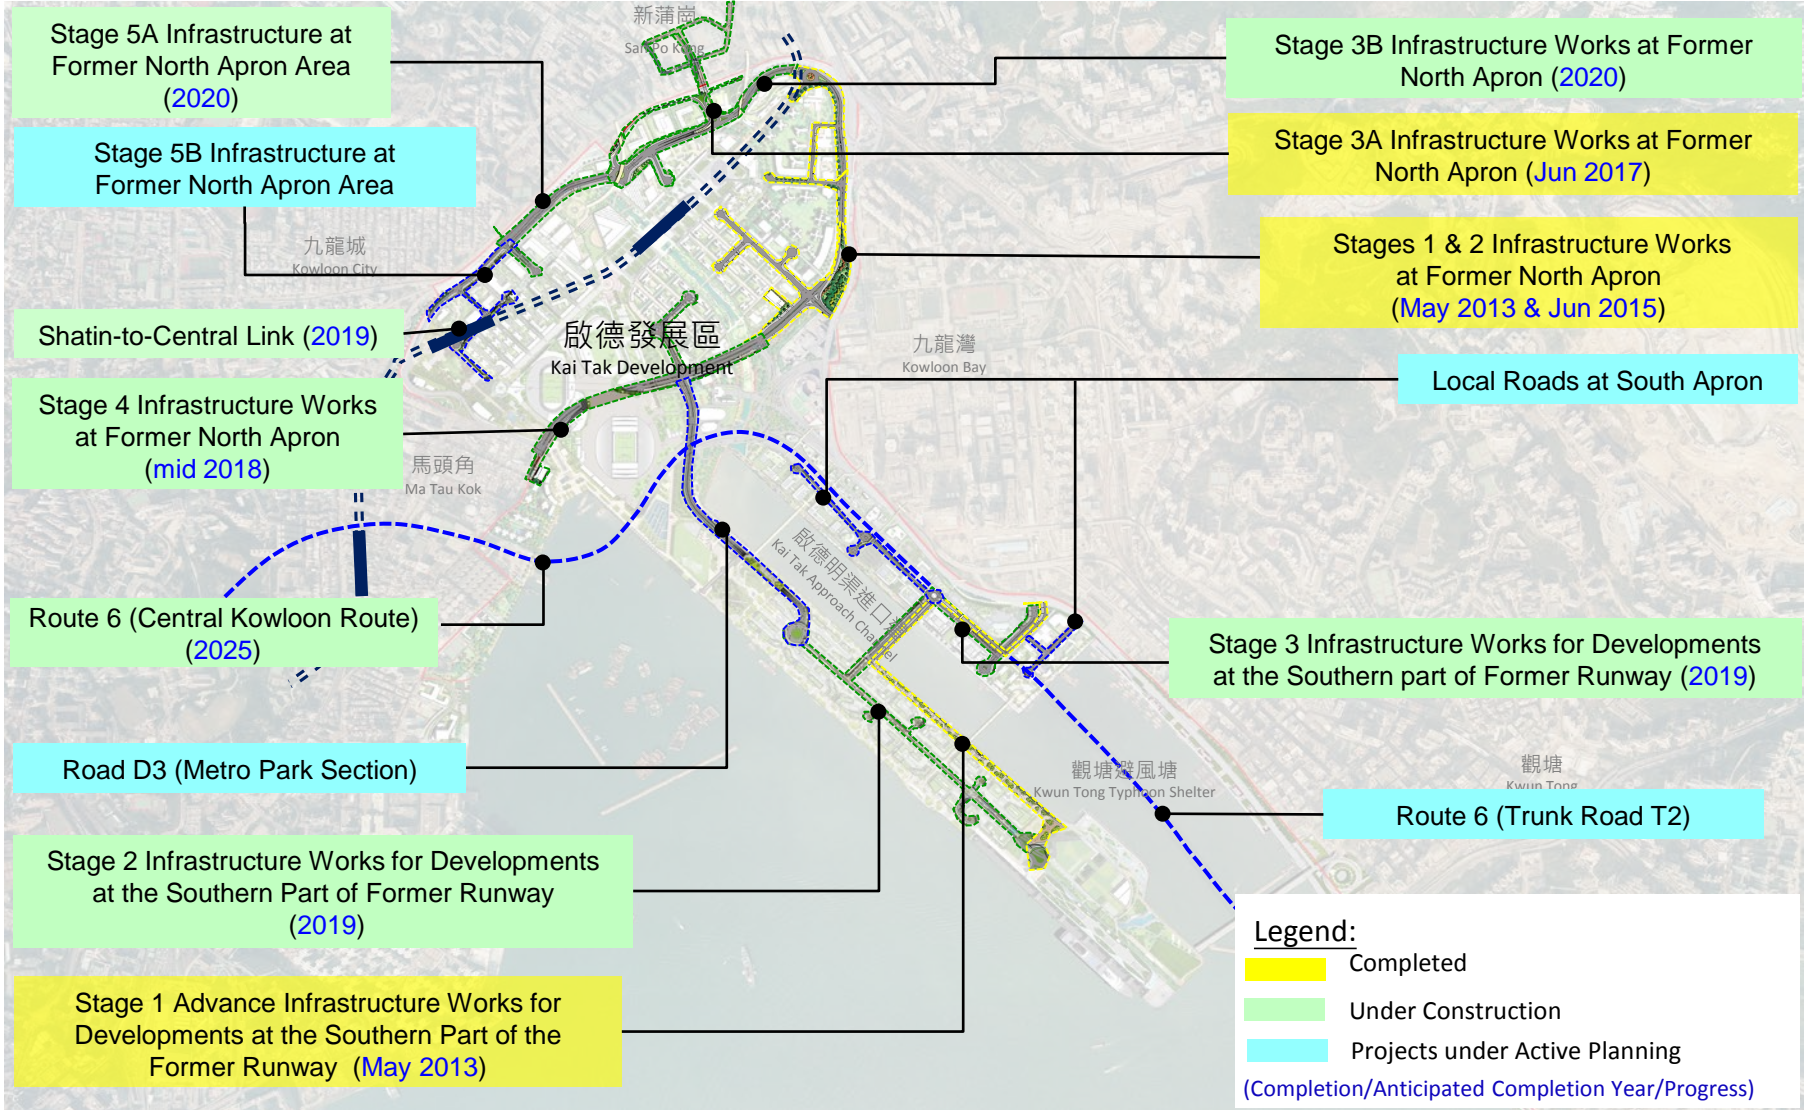 Stage 5A Infrastructure at
Former North Apron Area
(2020)
Stage 5B Infrastructure at
Former North Apron Area
Shatin-to-Central Link (2019)
Stage 4 Infrastructure Works
at Former North Apron
(mid 2018)
Route 6 (Central Kowloon Route)
(2025)
Road D3 (Metro Park Section)
Stage 2 Infrastructure Works for Developments
at the Southern Part of Former Runway
(2019)
Stage 1 Advance Infrastructure Works for
Developments at the Southern Part of the
Former Runway (May 2013)
新蒲崗
San Po Kong
九龍城
Kowloon City
啟德發展區
Kai Tak Development
九龍灣
Kowloon Bay
馬頭角
Ma Tau Kok
啟德明渠進口
Kai Tak Approach Channel
觀塘避風塘
Kwun Tong Typhoon Shelter
觀塘
Kwun Tong
Stage 3B Infrastructure Works at Former
North Apron (2020)
Stage 3A Infrastructure Works at Former
North Apron (Jun 2017)
Stages 1 & 2 Infrastructure Works
at Former North Apron
(May 2013 & Jun 2015)
Local Roads at South Apron
Stage 3 Infrastructure Works for Developments
at the Southern part of Former Runway (2019)
Route 6 (Trunk Road T2)
Legend:
Completed
Under Construction
Projects under Active Planning
(Completion/Anticipated Completion Year/Progress)